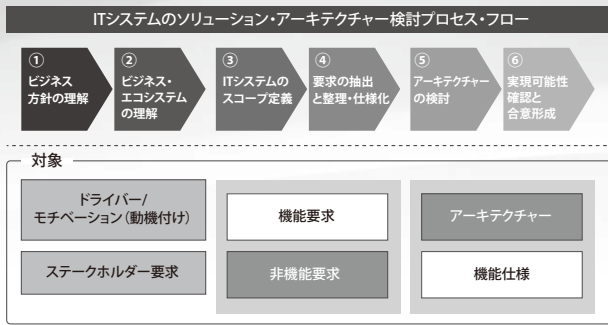 ITシステムのソリューション・アーキテクチャー検討プロセス・フロー
①
ビジネス
方針の理解
②
ビジネス・
エコシステム
の理解
③
ITシステムの
スコープ定義
④
要求の抽出
と整理・仕様化
⑤
アーキテクチャー
の検討
⑥
実現可能性
確認と
合意形成
対象
ドライバー/
モチベーション(動機付け)
ステークホルダー要求
機能要求
非機能要求
アーキテクチャー
機能仕様